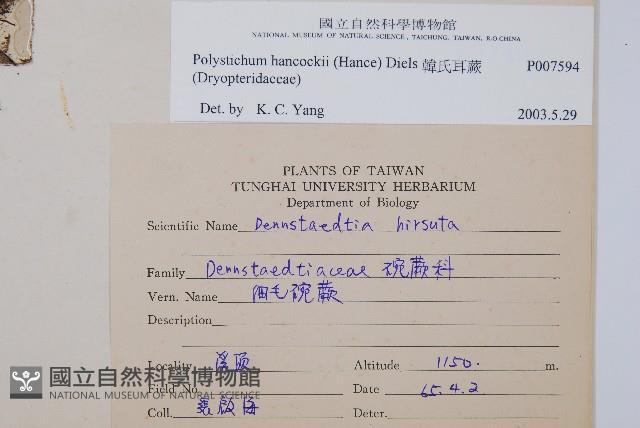 國立自然科學博物館
NATIONAL MUSEUM OF NATURAL SCIENCE, TAICHUNG, TAIWAN, R.O.CHINA
Polystichum hancockii (Hance) Diels 韓氏耳蕨 P007594
(Dryopteridaceae)
Det. by K. C. Yang 2003.5.29
PLANTS OF TAIWAN
TUNGHAI UNIVERSITY HERBARIUM
Department of Biology
Scientific Name Dennstaedtia hirsuta
Family Dennstaedtiaceae 碗蕨科
Vern. Name 細毛碗蕨
Description
Locality 溪頭 Altitude 1150. m.
Field No. Date 65.4.2
Coll. Deter.
國立自然科學博物館
NATIONAL MUSEUM OF NATURAL SCIENCE